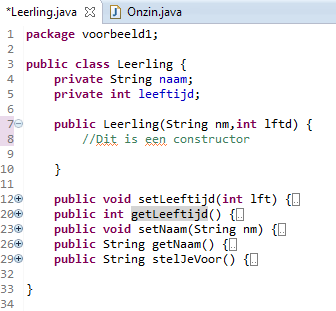 *Leerling.java Onzin.java
1 package voorbeeld1;
2
3 public class Leerling {
4 private String naam;
5 private int leeftijd;
6
7 public Leerling(String nm,int lftd) {
8 //Dit is een constructor
9
10 }
11
12 public void setLeeftijd(int lft) {
20 public int getLeeftijd() {
23 public void setNaam(String nm) {
26 public String getNaam() {
29 public String stelJeVoor() {
32
33 }
34